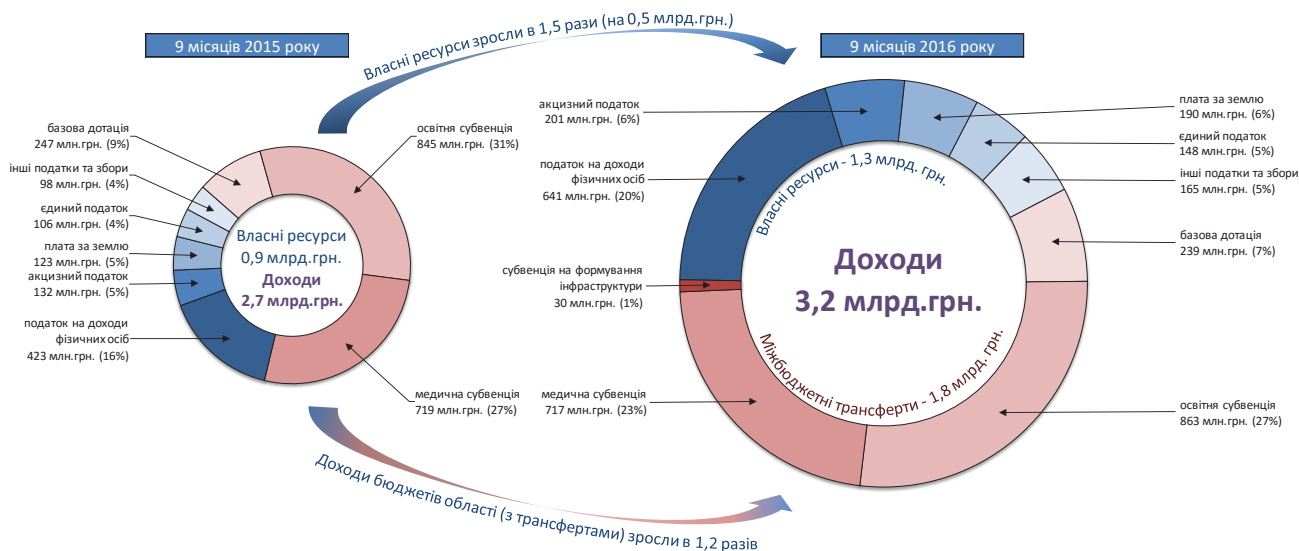 Власні ресурси зросли в 1,5 рази (на 0,5 млрд.грн.)
9 місяців 2015 року
базова дотація
247 млн.грн. (9%)
інші податки та збори
98 млн.грн. (4%)
єдиний податок
106 млн.грн. (4%)
плата за землю
123 млн.грн. (5%)
акцизний податок
132 млн.грн. (5%)
податок на доходи
фізичних осіб
423 млн.грн. (16%)
освітня субвенція
845 млн.грн. (31%)
медична субвенція
719 млн.грн. (27%)
Власні ресурси
0,9 млрд.грн.
Доходи
2,7 млрд.грн.
9 місяців 2016 року
акцизний податок
201 млн.грн. (6%)
податок на доходи
фізичних осіб
641 млн.грн. (20%)
субвенція на формування
інфраструктури
30 млн.грн. (1%)
медична субвенція
717 млн.грн. (23%)
плата за землю
190 млн.грн. (6%)
єдиний податок
148 млн.грн. (5%)
інші податки та збори
165 млн.грн. (5%)
базова дотація
239 млн.грн. (7%)
освітня субвенція
863 млн.грн. (27%)
Власні ресурси - 1,3 млрд. грн.
Доходи
3,2 млрд.грн.
Міжбюджетні трансферти - 1,8 млрд. грн.
Доходи бюджетів області (з трансфертами) зросли в 1,2 разів